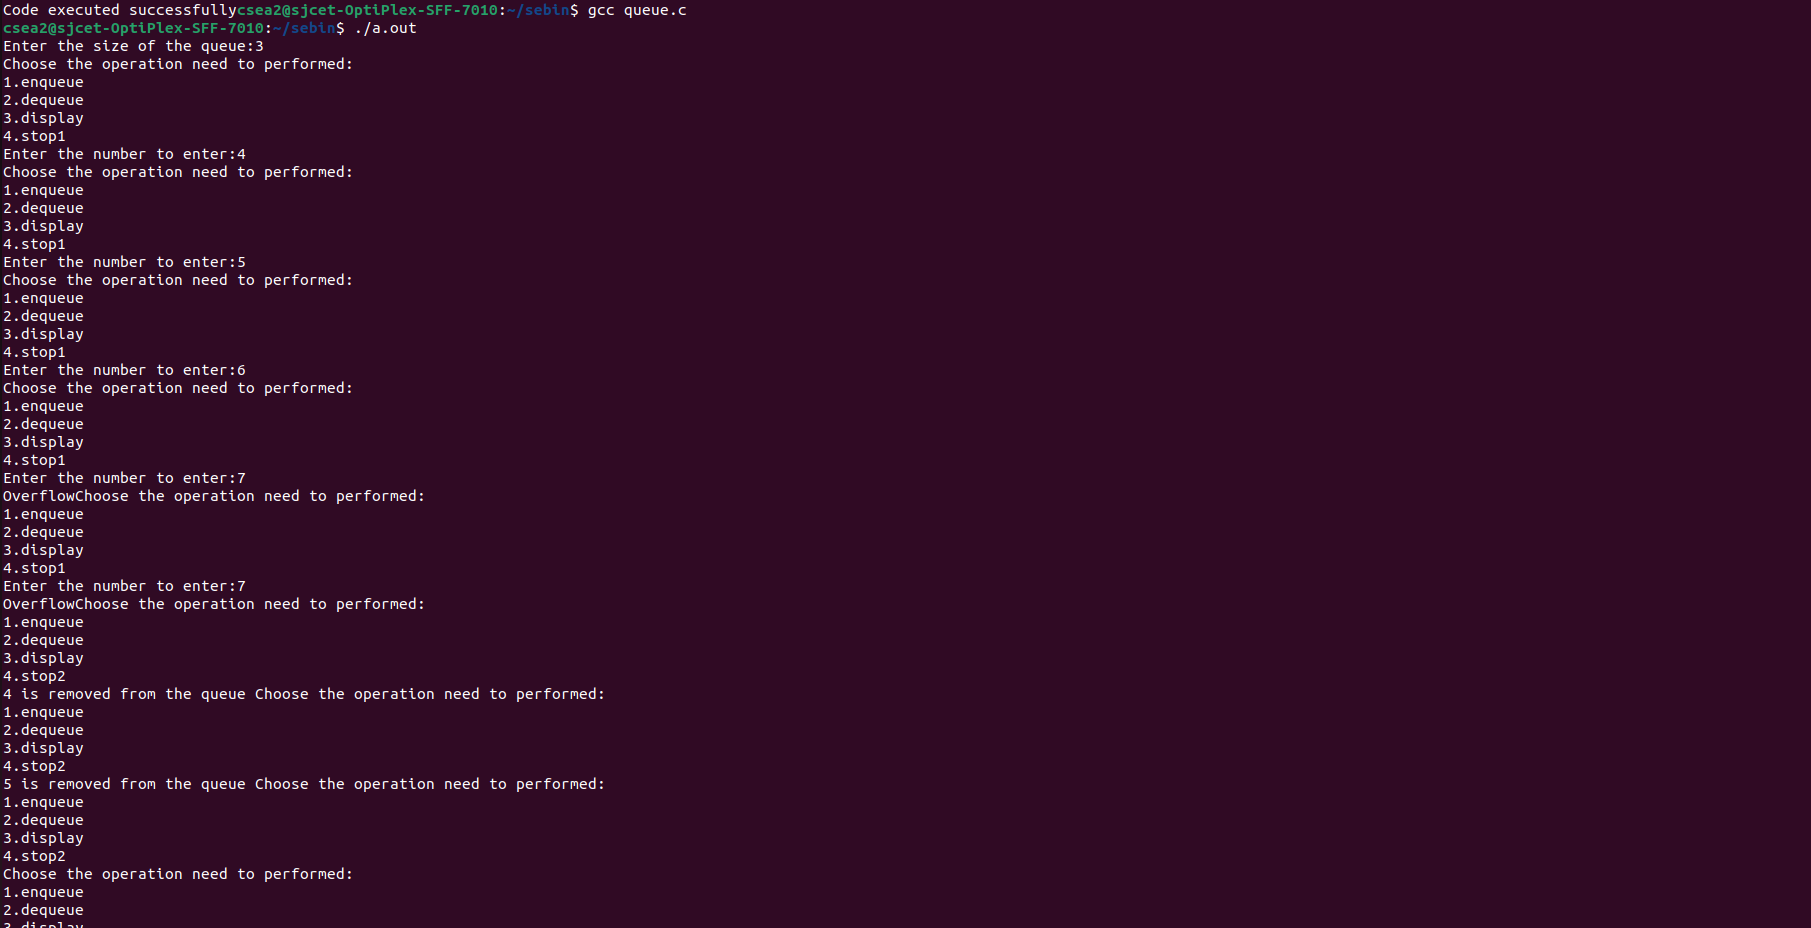 Code executed successfullycsea2@sjcet-OptiPlex-SFF-7010:~/sebin$ gcc queue.c
csea2@sjcet-OptiPlex-SFF-7010:~/sebin$ ./a.out
Enter the size of the queue:3
Choose the operation need to performed:
1.enqueue
2.dequeue
3.display
4.stop1
Enter the number to enter:4
Choose the operation need to performed:
1.enqueue
2.dequeue
3.display
4.stop1
Enter the number to enter:5
Choose the operation need to performed:
1.enqueue
2.dequeue
3.display
4.stop1
Enter the number to enter:6
Choose the operation need to performed:
1.enqueue
2.dequeue
3.display
4.stop1
Enter the number to enter:7
OverflowChoose the operation need to performed:
1.enqueue
2.dequeue
3.display
4.stop1
Enter the number to enter:7
OverflowChoose the operation need to performed:
1.enqueue
2.dequeue
3.display
4.stop2
4 is removed from the queue Choose the operation need to performed:
1.enqueue
2.dequeue
3.display
4.stop2
5 is removed from the queue Choose the operation need to performed:
1.enqueue
2.dequeue
3.display
4.stop2
Choose the operation need to performed:
1.enqueue
2.dequeue
3.display